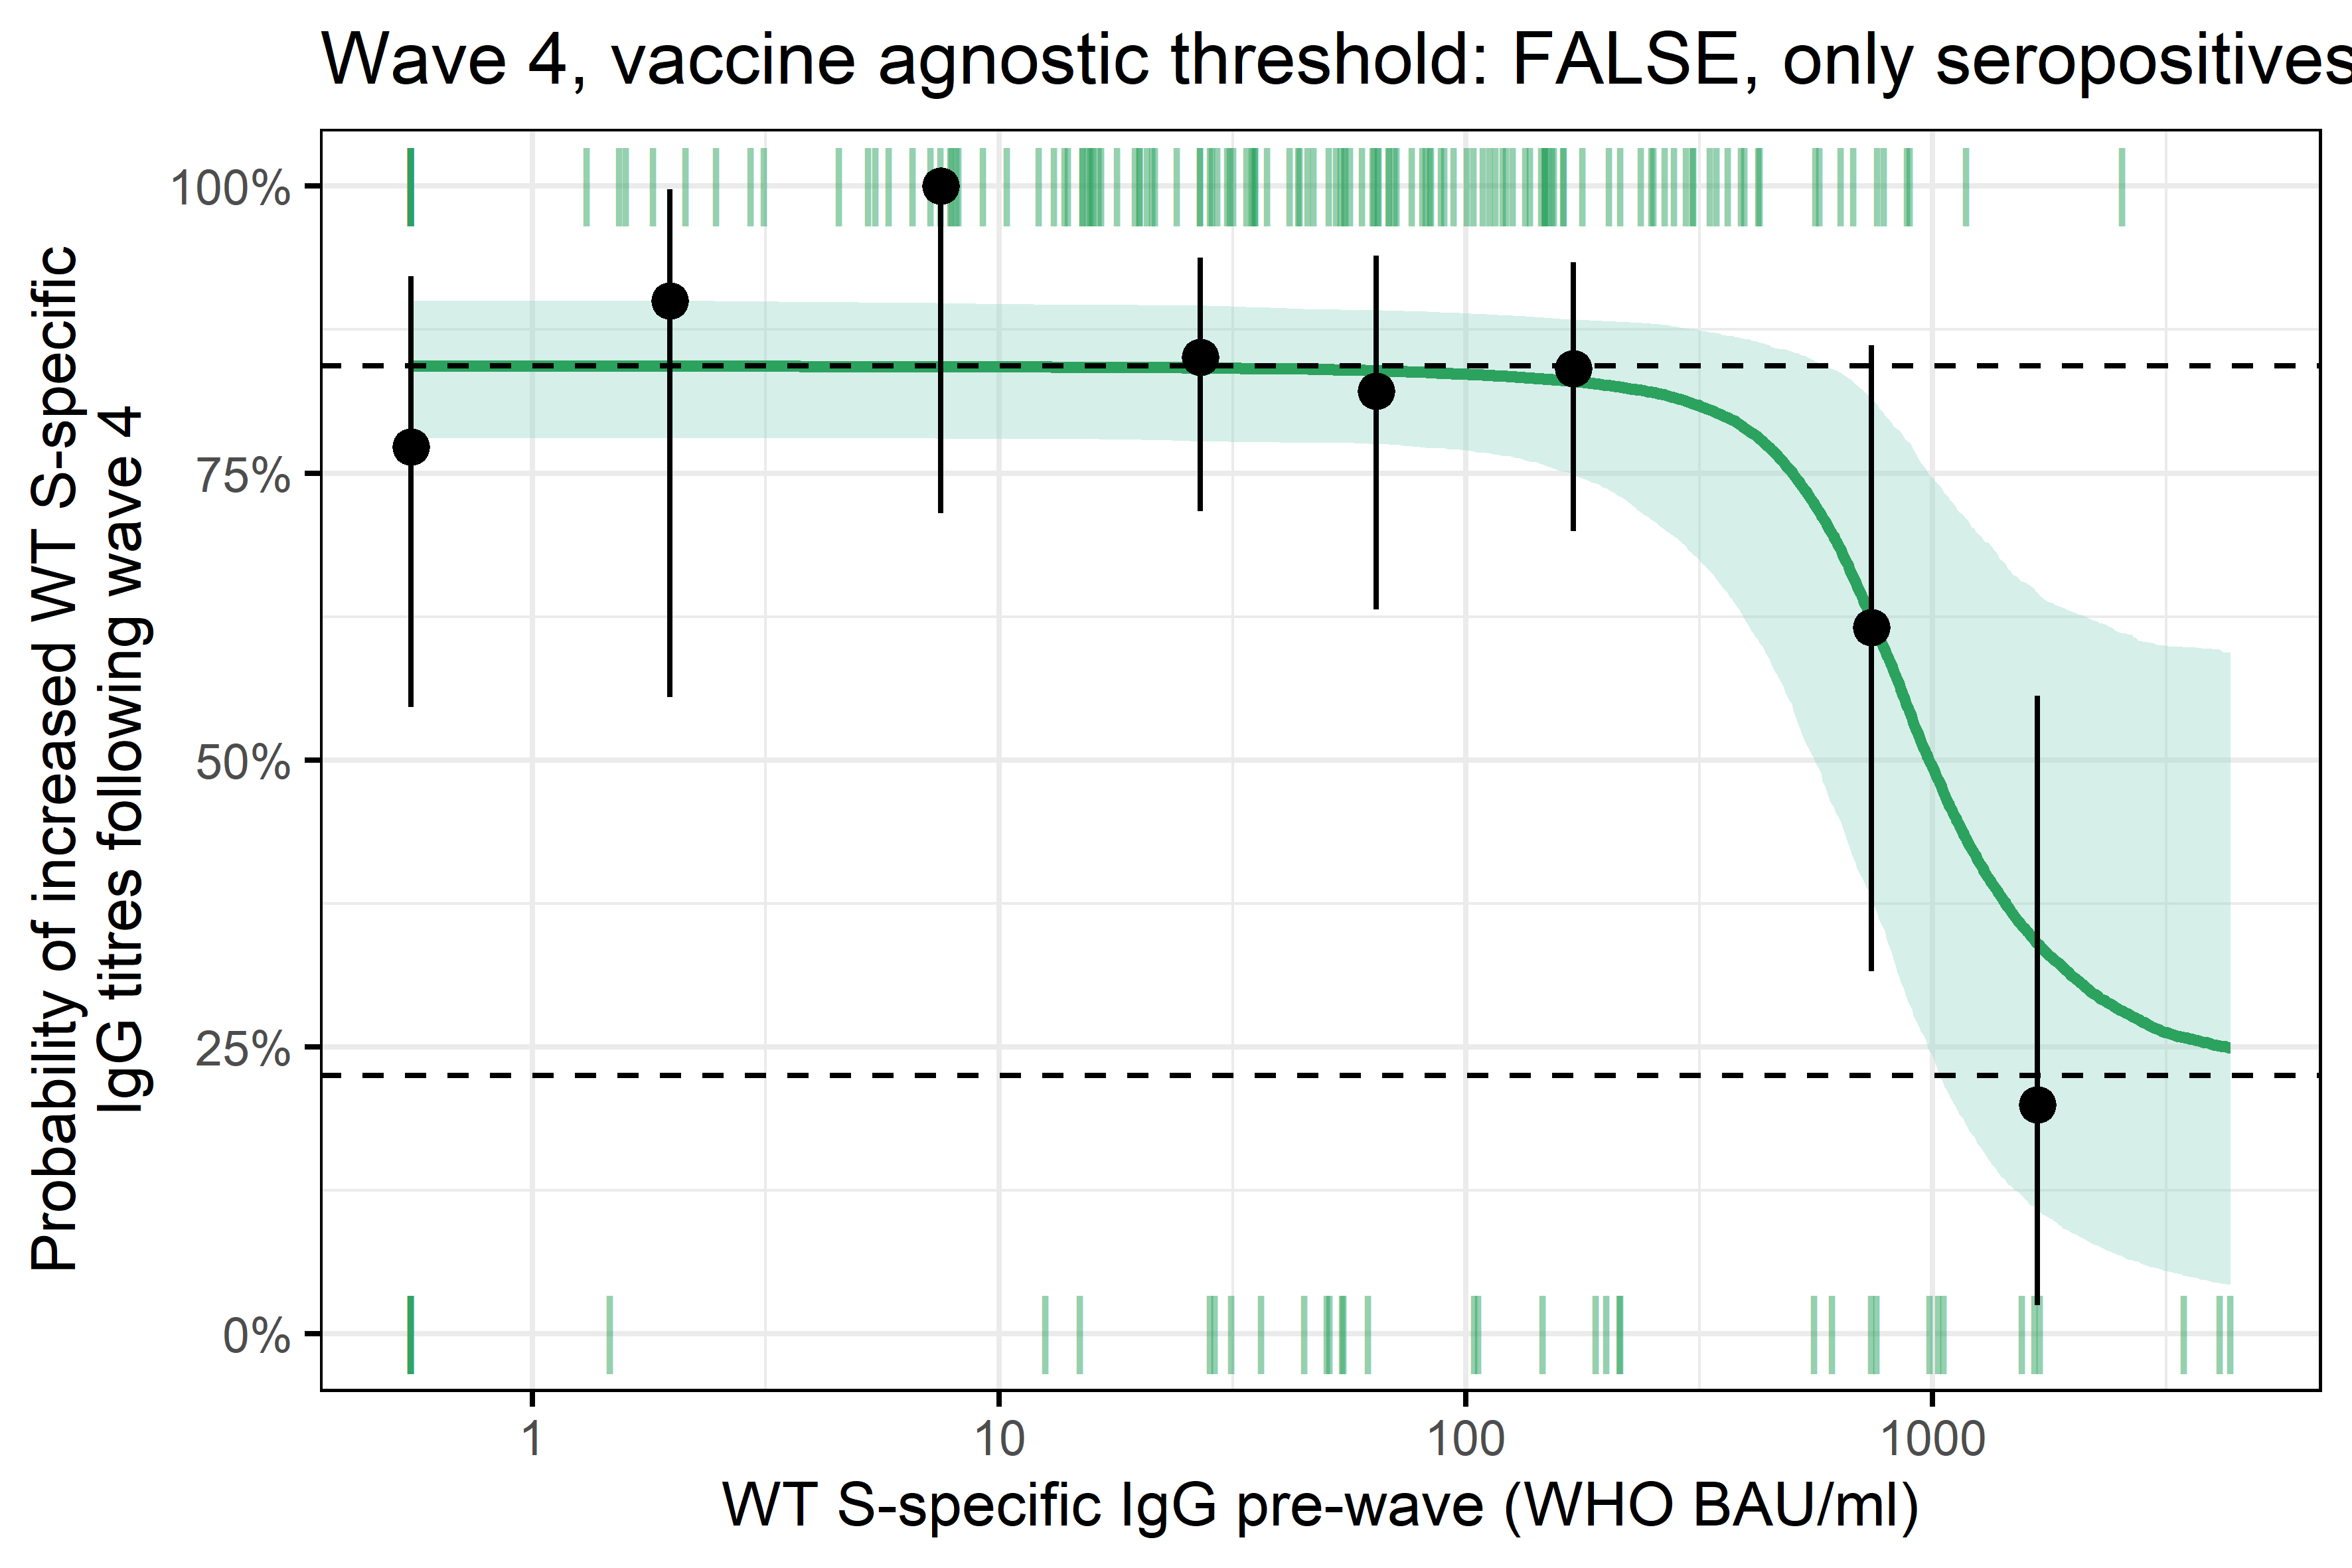 Wave 4, vaccine agnostic threshold: FALSE, only seropositives
Probability of increased WT S-specific
IgG titres following wave 4
100%
75%
50%
25%
0%
1
10
100
1000
WT S-specific IgG pre-wave (WHO BAU/ml)